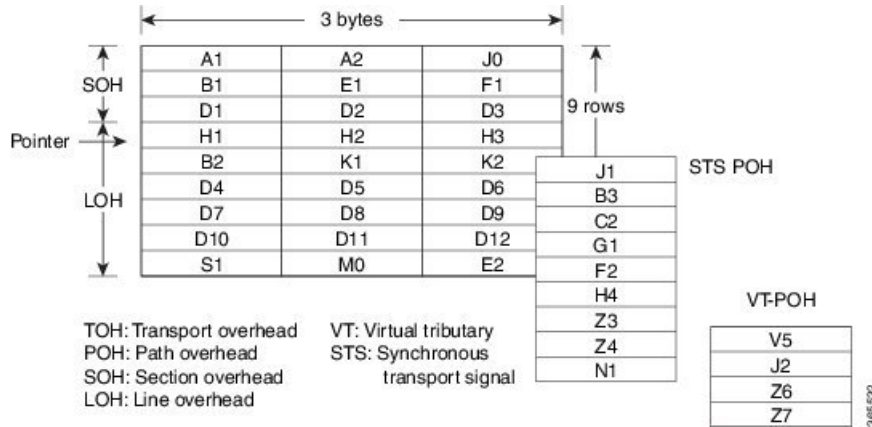 3 bytes
A1 A2 J0
SOH
B1 E1 F1
D1 D2 D3
9 rows
Pointer
H1 H2 H3
B2 K1 K2
LOH
D4 D5 D6
D7 D8 D9
D10 D11 D12
S1 M0 E2
J1
STS POH
B3
C2
G1
F2
H4
Z3
Z4
N1
VT-POH
V5
J2
Z6
Z7
TOH: Transport overhead
POH: Path overhead
SOH: Section overhead
LOH: Line overhead
VT: Virtual tributary
STS: Synchronous
transport signal